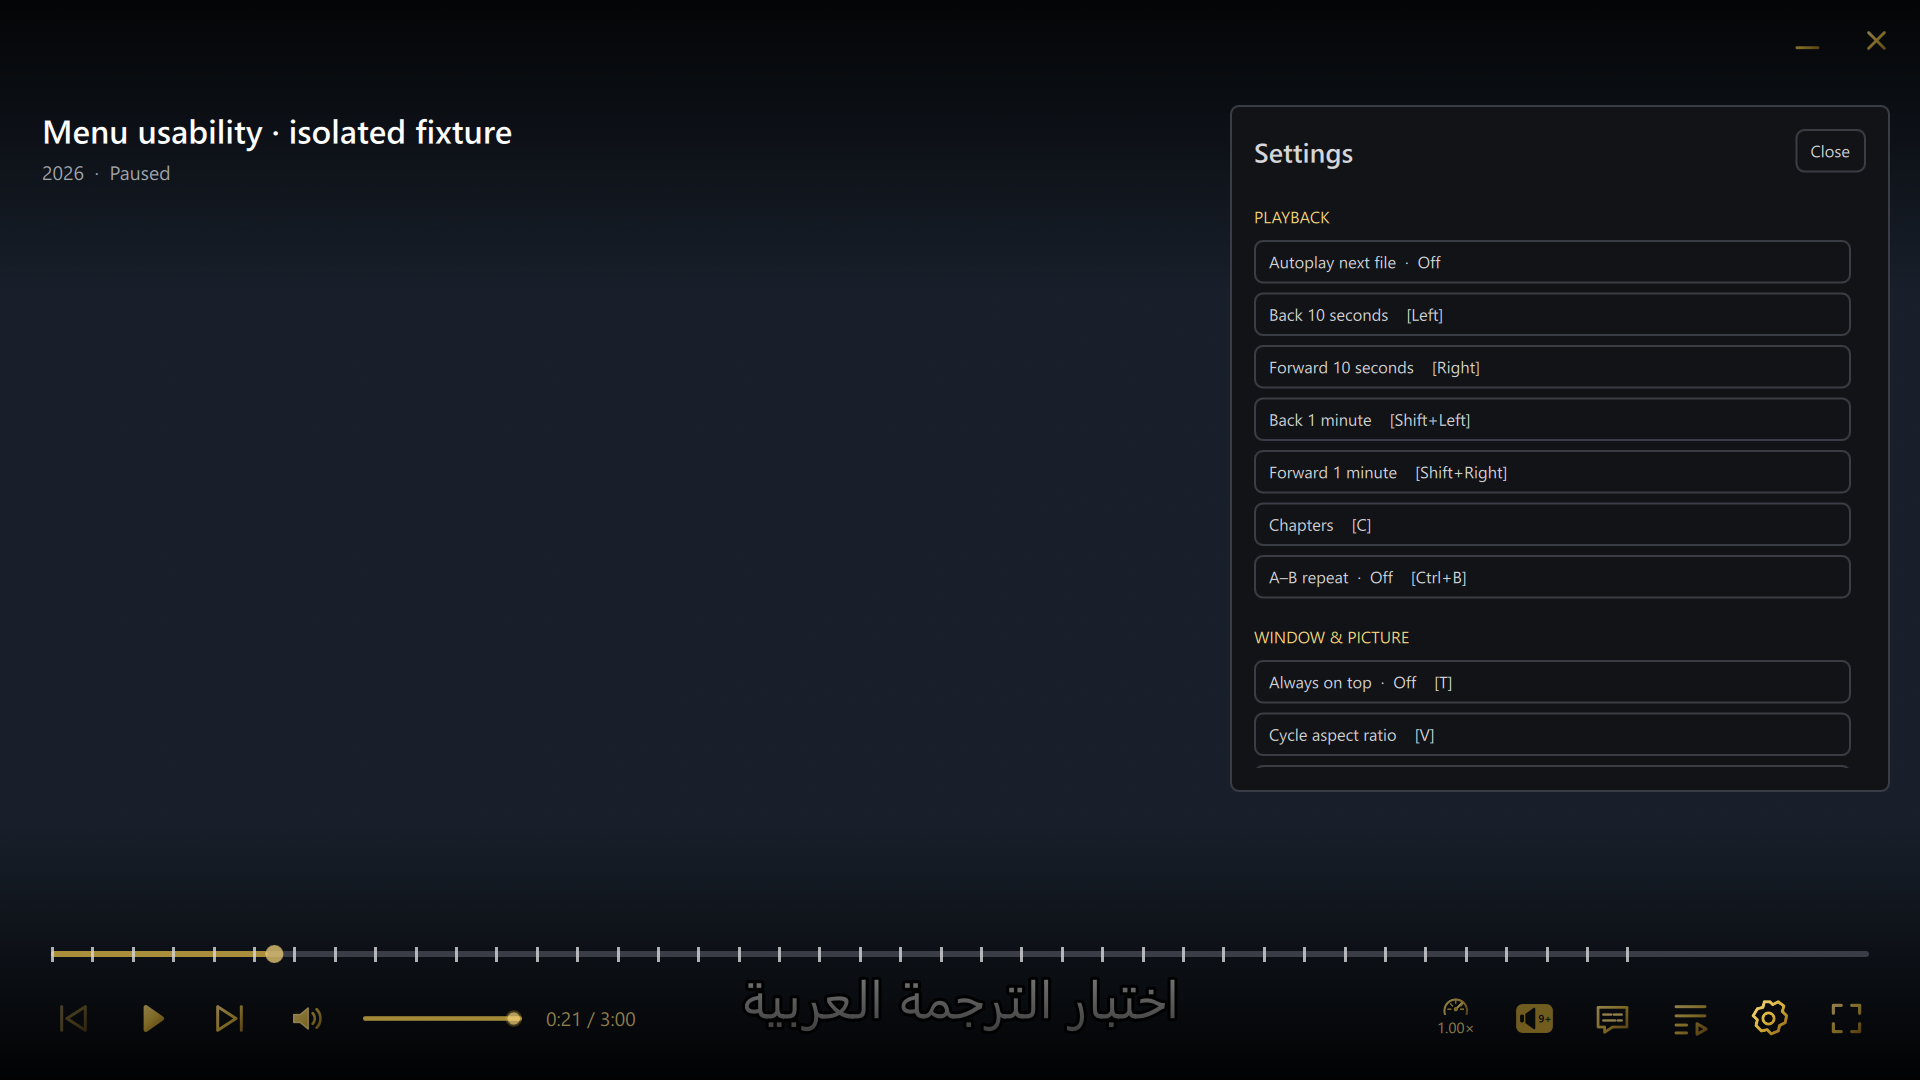 Menu usability · isolated fixture
2026 · Paused
Settings
Close
PLAYBACK
Autoplay next file · Off
Back 10 seconds [Left]
Forward 10 seconds [Right]
Back 1 minute [Shift+Left]
Forward 1 minute [Shift+Right]
Chapters [C]
A–B repeat · Off [Ctrl+B]
WINDOW & PICTURE
Always on top · Off [T]
Cycle aspect ratio [V]
اختبار الترجمة العربية
0:21 / 3:00
1.00×
9+